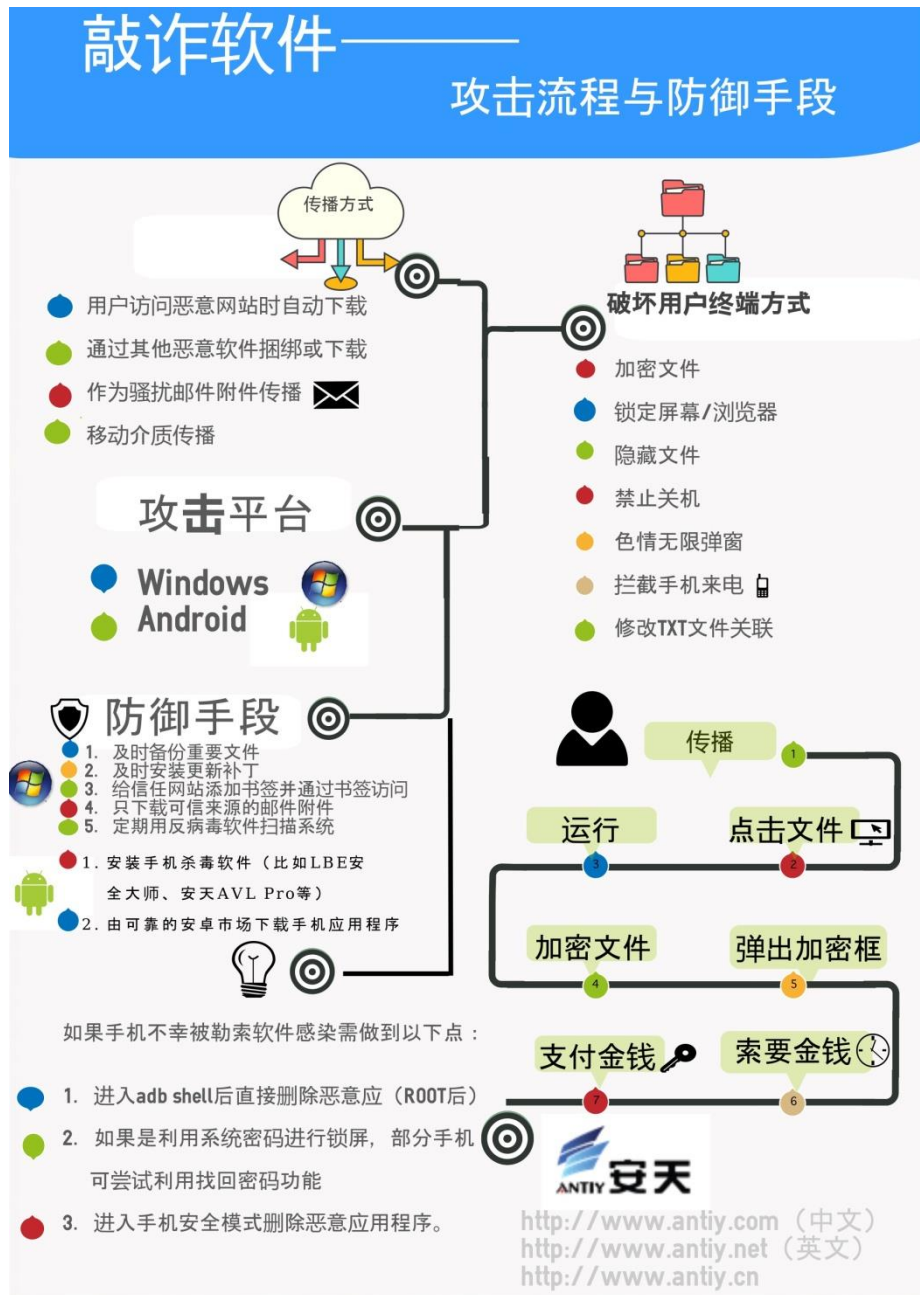 敲诈软件——
攻击流程与防御手段
传播方式
用户访问恶意网站时自动下载
通过其他恶意软件捆绑或下载
作为骚扰邮件附件传播
移动介质传播
破坏用户终端方式
加密文件
锁定屏幕/浏览器
隐藏文件
禁止关机
色情无限弹窗
拦截手机来电
修改TXT文件关联
攻击平台
Windows
Android
防御手段
1. 及时备份重要文件
2. 及时安装更新补丁
3. 给信任网站添加书签并通过书签访问
4. 只下载可信来源的邮件附件
5. 定期用反病毒软件扫描系统
1. 安装手机杀毒软件（比如LBE安
全大师、安天AVL Pro等）
2. 由可靠的安卓市场下载手机应用程序
传播
1
运行
点击文件
3
2
加密文件
弹出加密框
4
5
支付金钱
索要金钱
7
6
如果手机不幸被勒索软件感染需做到以下点：
1. 进入adb shell后直接删除恶意应（ROOT后）
2. 如果是利用系统密码进行锁屏，部分手机
可尝试利用找回密码功能
3. 进入手机安全模式删除恶意应用程序。
ANTIY 安天
http://www.antiy.com（中文）
http://www.antiy.net（英文）
http://www.antiy.cn